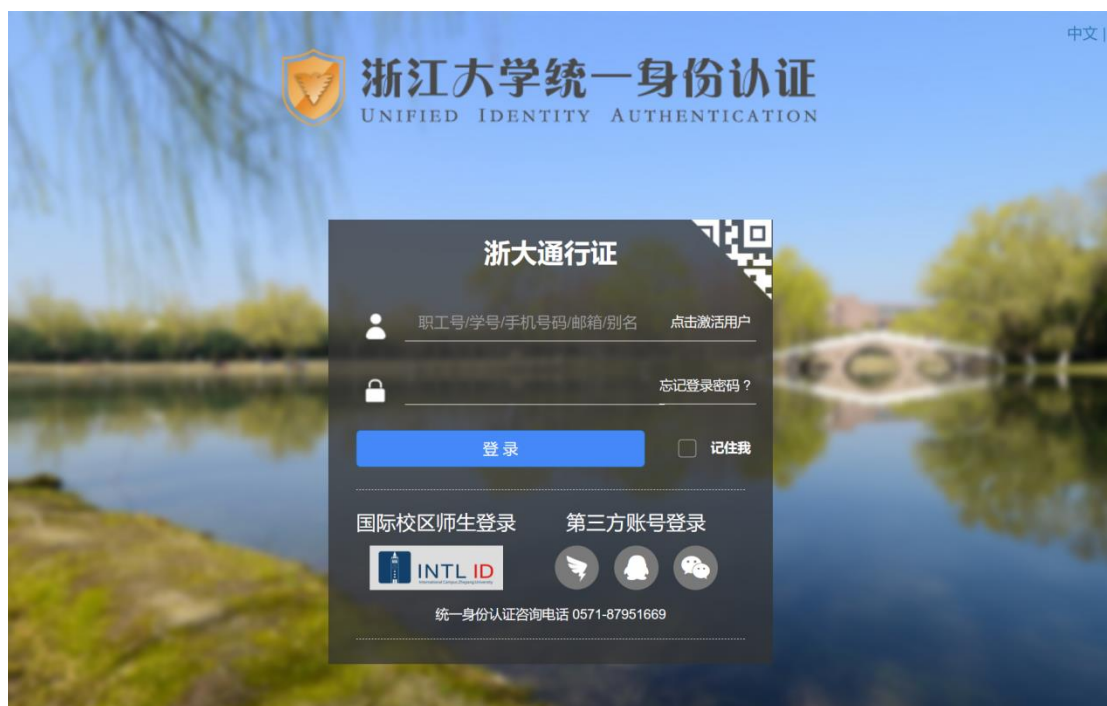 中文 |
浙江大学统一身份认证
UNIFIED IDENTITY AUTHENTICATION
浙大通行证
职工号/学号/手机号码/邮箱/别名 点击激活用户
忘记登录密码？
登 录 记住我
国际校区师生登录 第三方账号登录
INTL ID
International Campus Zhejiang University
统一身份认证咨询电话 0571-87951669